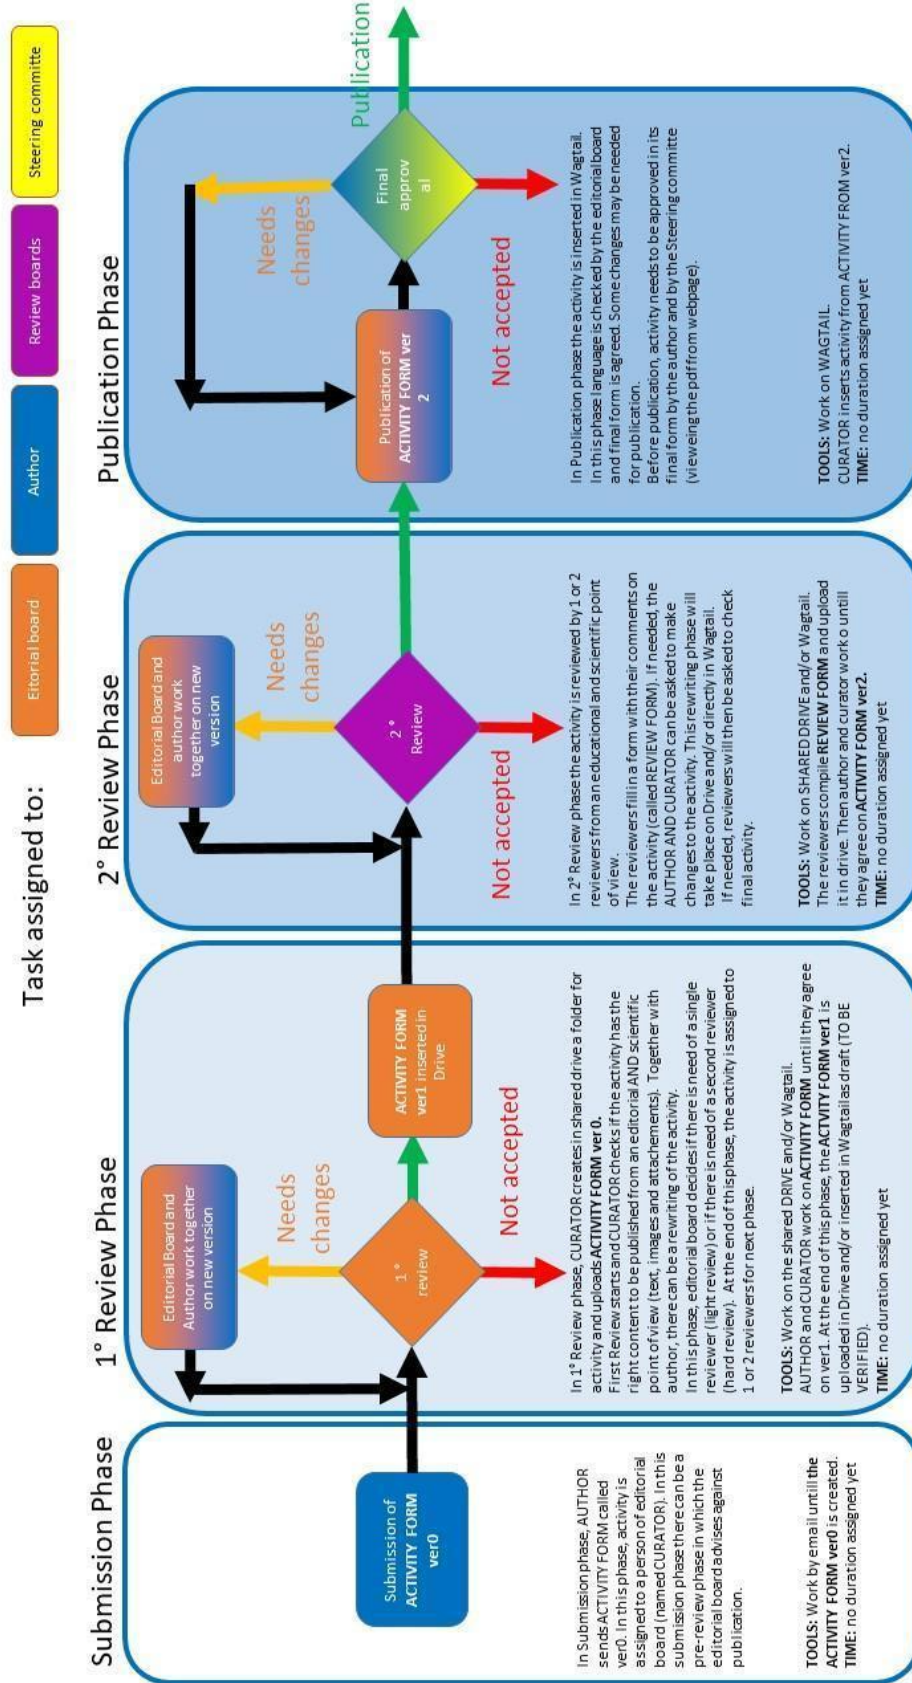 Task assigned to:
Eitorial board
Author
Review boards
Steering committe
Submission Phase
Submission of
ACTIVITY FORM
ver0
In Submission phase, AUTHOR
sends ACTIVITY FORM called
ver0. In this phase, activity is
assigned to a person of editorial
board (named CURATOR). In this
submission phase there can be a
pre-review phase in which the
editorial board advises against
publication.
TOOLS: Work by email untill the
ACTIVITY FORM ver0 is created.
TIME: no duration assigned yet
1° Review Phase
Editorial Board and
Author work together
on new version
Needs
changes
1°
review
Not accepted
ACTIVITY FORM
ver1 inserted in
Drive
In 1° Review phase, CURATOR creates in shared drive a folder for
activity and uploads ACTIVITY FORM ver 0.
First Review starts and CURATOR checks if the activity has the
right content to be published from an editorial AND scientific
point of view (text, images and attachements). Together with
author, there can be a rewriting of the activity.
In this phase, editorial board decides if there is need of a single
reviewer (light review) or if there is need of a second reviewer
(hard review). At the end of this phase, the activity is assigned to
1 or 2 reviewers for next phase.
TOOLS: Work on the shared DRIVE and/or Wagtail.
AUTHOR and CURATOR work on ACTIVITY FORM untill they agree
on ver1. At the end of this phase, the ACTIVITY FORM ver1 is
uploaded in Drive and/or inserted in Wagtail as draft (TO BE
VERIFIED).
TIME: no duration assigned yet
2° Review Phase
Editorial Board and
author work
together on new
version
Needs
changes
2°
Review
Not accepted
In 2° Review phase the activity is reviewed by 1 or 2
reviewers from an educational and scientific point
of view.
The reviewers fill in a form with their comments on
the activity (called REVIEW FORM). If needed, the
AUTHOR AND CURATOR can be asked to make
changes to the activity. This rewriting phase will
take place on Drive and/or directly in Wagtail.
If needed, reviewers will then be asked to check
final activity.
TOOLS: Work on SHARED DRIVE and/or Wagtail.
The reviewers compile REVIEW FORM and upload
it in drive. Then author and curator work o untill
they agree on ACTIVITY FORM ver2.
TIME: no duration assigned yet
Publication Phase
Publication of
ACTIVITY FORM ver
2
Needs
changes
Final
approv
al
Publication
Not accepted
In Publication phase the activity is inserted in Wagtail.
In this phase language is checked by the editorial board
and final form is agreed. Some changes may be needed
for publication.
Before publication, activity needs to be approved in its
final form by the author and by the Steering committe
(vieweing the pdf from webpage).
TOOLS: Work on WAGTAIL.
CURATOR inserts activity from ACTIVITY FROM ver2.
TIME: no duration assigned yet